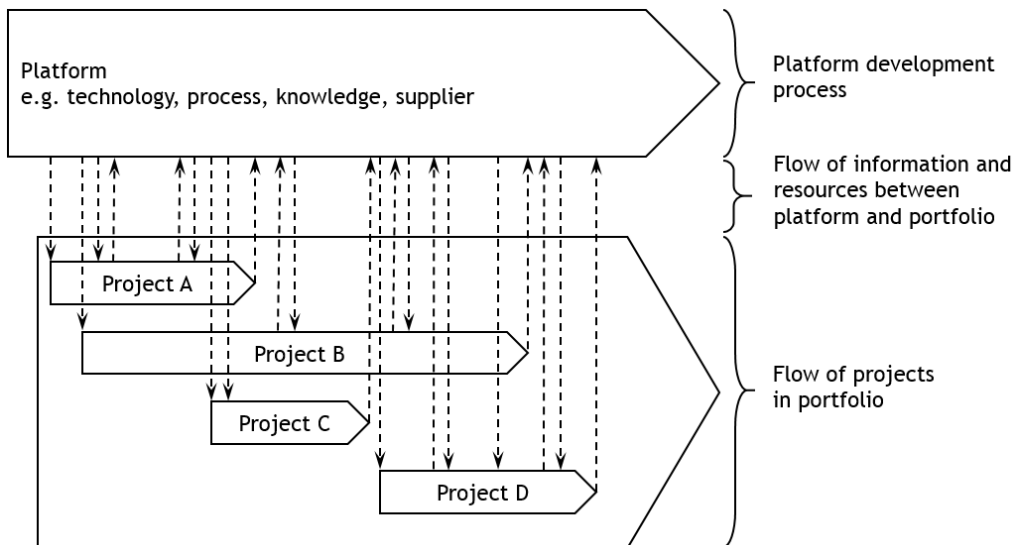 Platform
e.g. technology, process, knowledge, supplier
Platform development
process
Flow of information and
resources between
platform and portfolio
Project A
Project B
Project C
Project D
Flow of projects
in portfolio